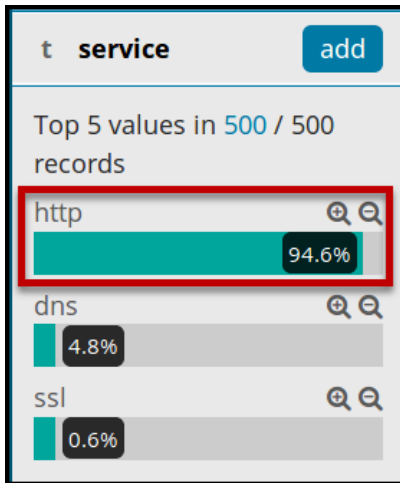 t service add
Top 5 values in 500 / 500
records
http
94.6%
dns
4.8%
ssl
0.6%